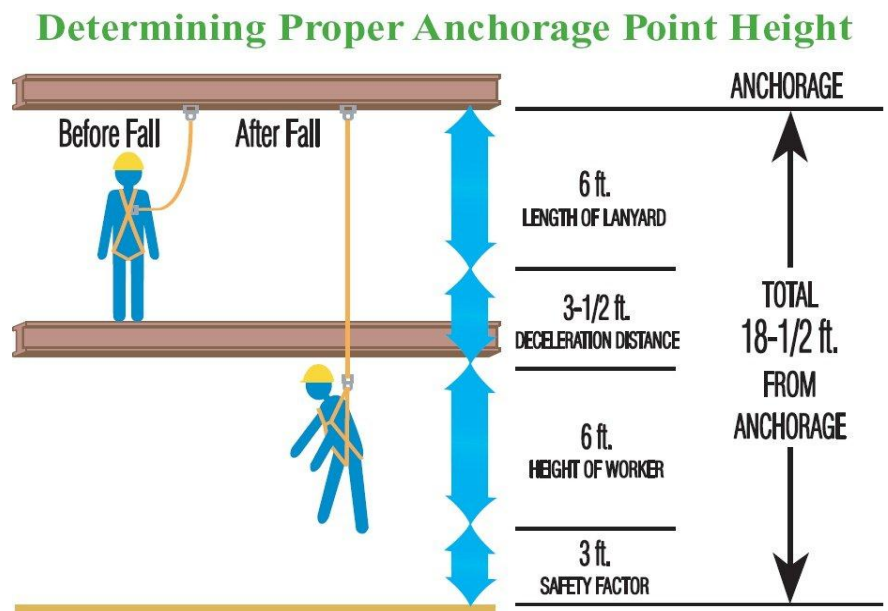 Determining Proper Anchorage Point Height
ANCHORAGE
Before Fall
After Fall
6 ft.
LENGTH OF LANYARD
3-1/2 ft.
DECELERATION DISTANCE
TOTAL
18-1/2 ft.
FROM
ANCHORAGE
6 ft.
HEIGHT OF WORKER
3 ft.
SAFETY FACTOR